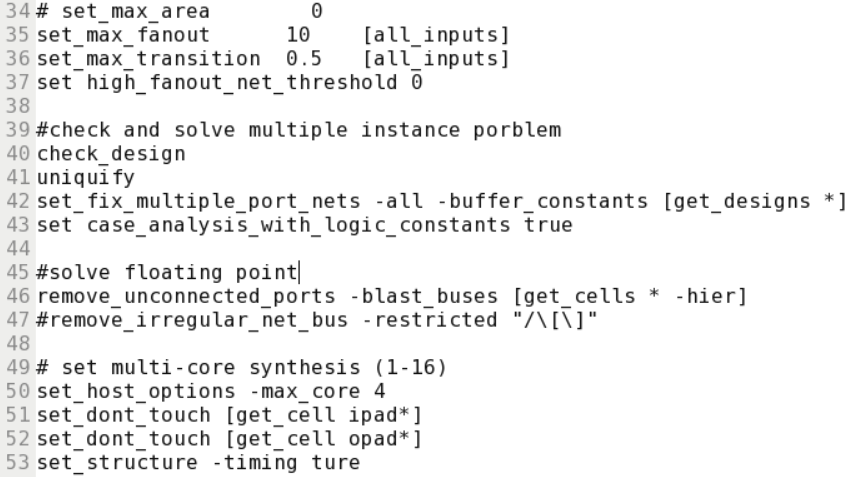 34 # set_max_area        0
35 set_max_fanout      10    [all_inputs]
36 set_max_transition  0.5   [all_inputs]
37 set high_fanout_net_threshold 0
38
39 #check and solve multiple instance porblem
40 check_design
41 uniquify
42 set_fix_multiple_port_nets -all -buffer_constants [get_designs *]
43 set case_analysis_with_logic_constants true
44
45 #solve floating point
46 remove_unconnected_ports -blast_buses [get_cells * -hier]
47 #remove_irregular_net_bus -restricted "/\[\]"
48
49 # set multi-core synthesis (1-16)
50 set_host_options -max_core 4
51 set_dont_touch [get_cell ipad*]
52 set_dont_touch [get_cell opad*]
53 set_structure -timing ture